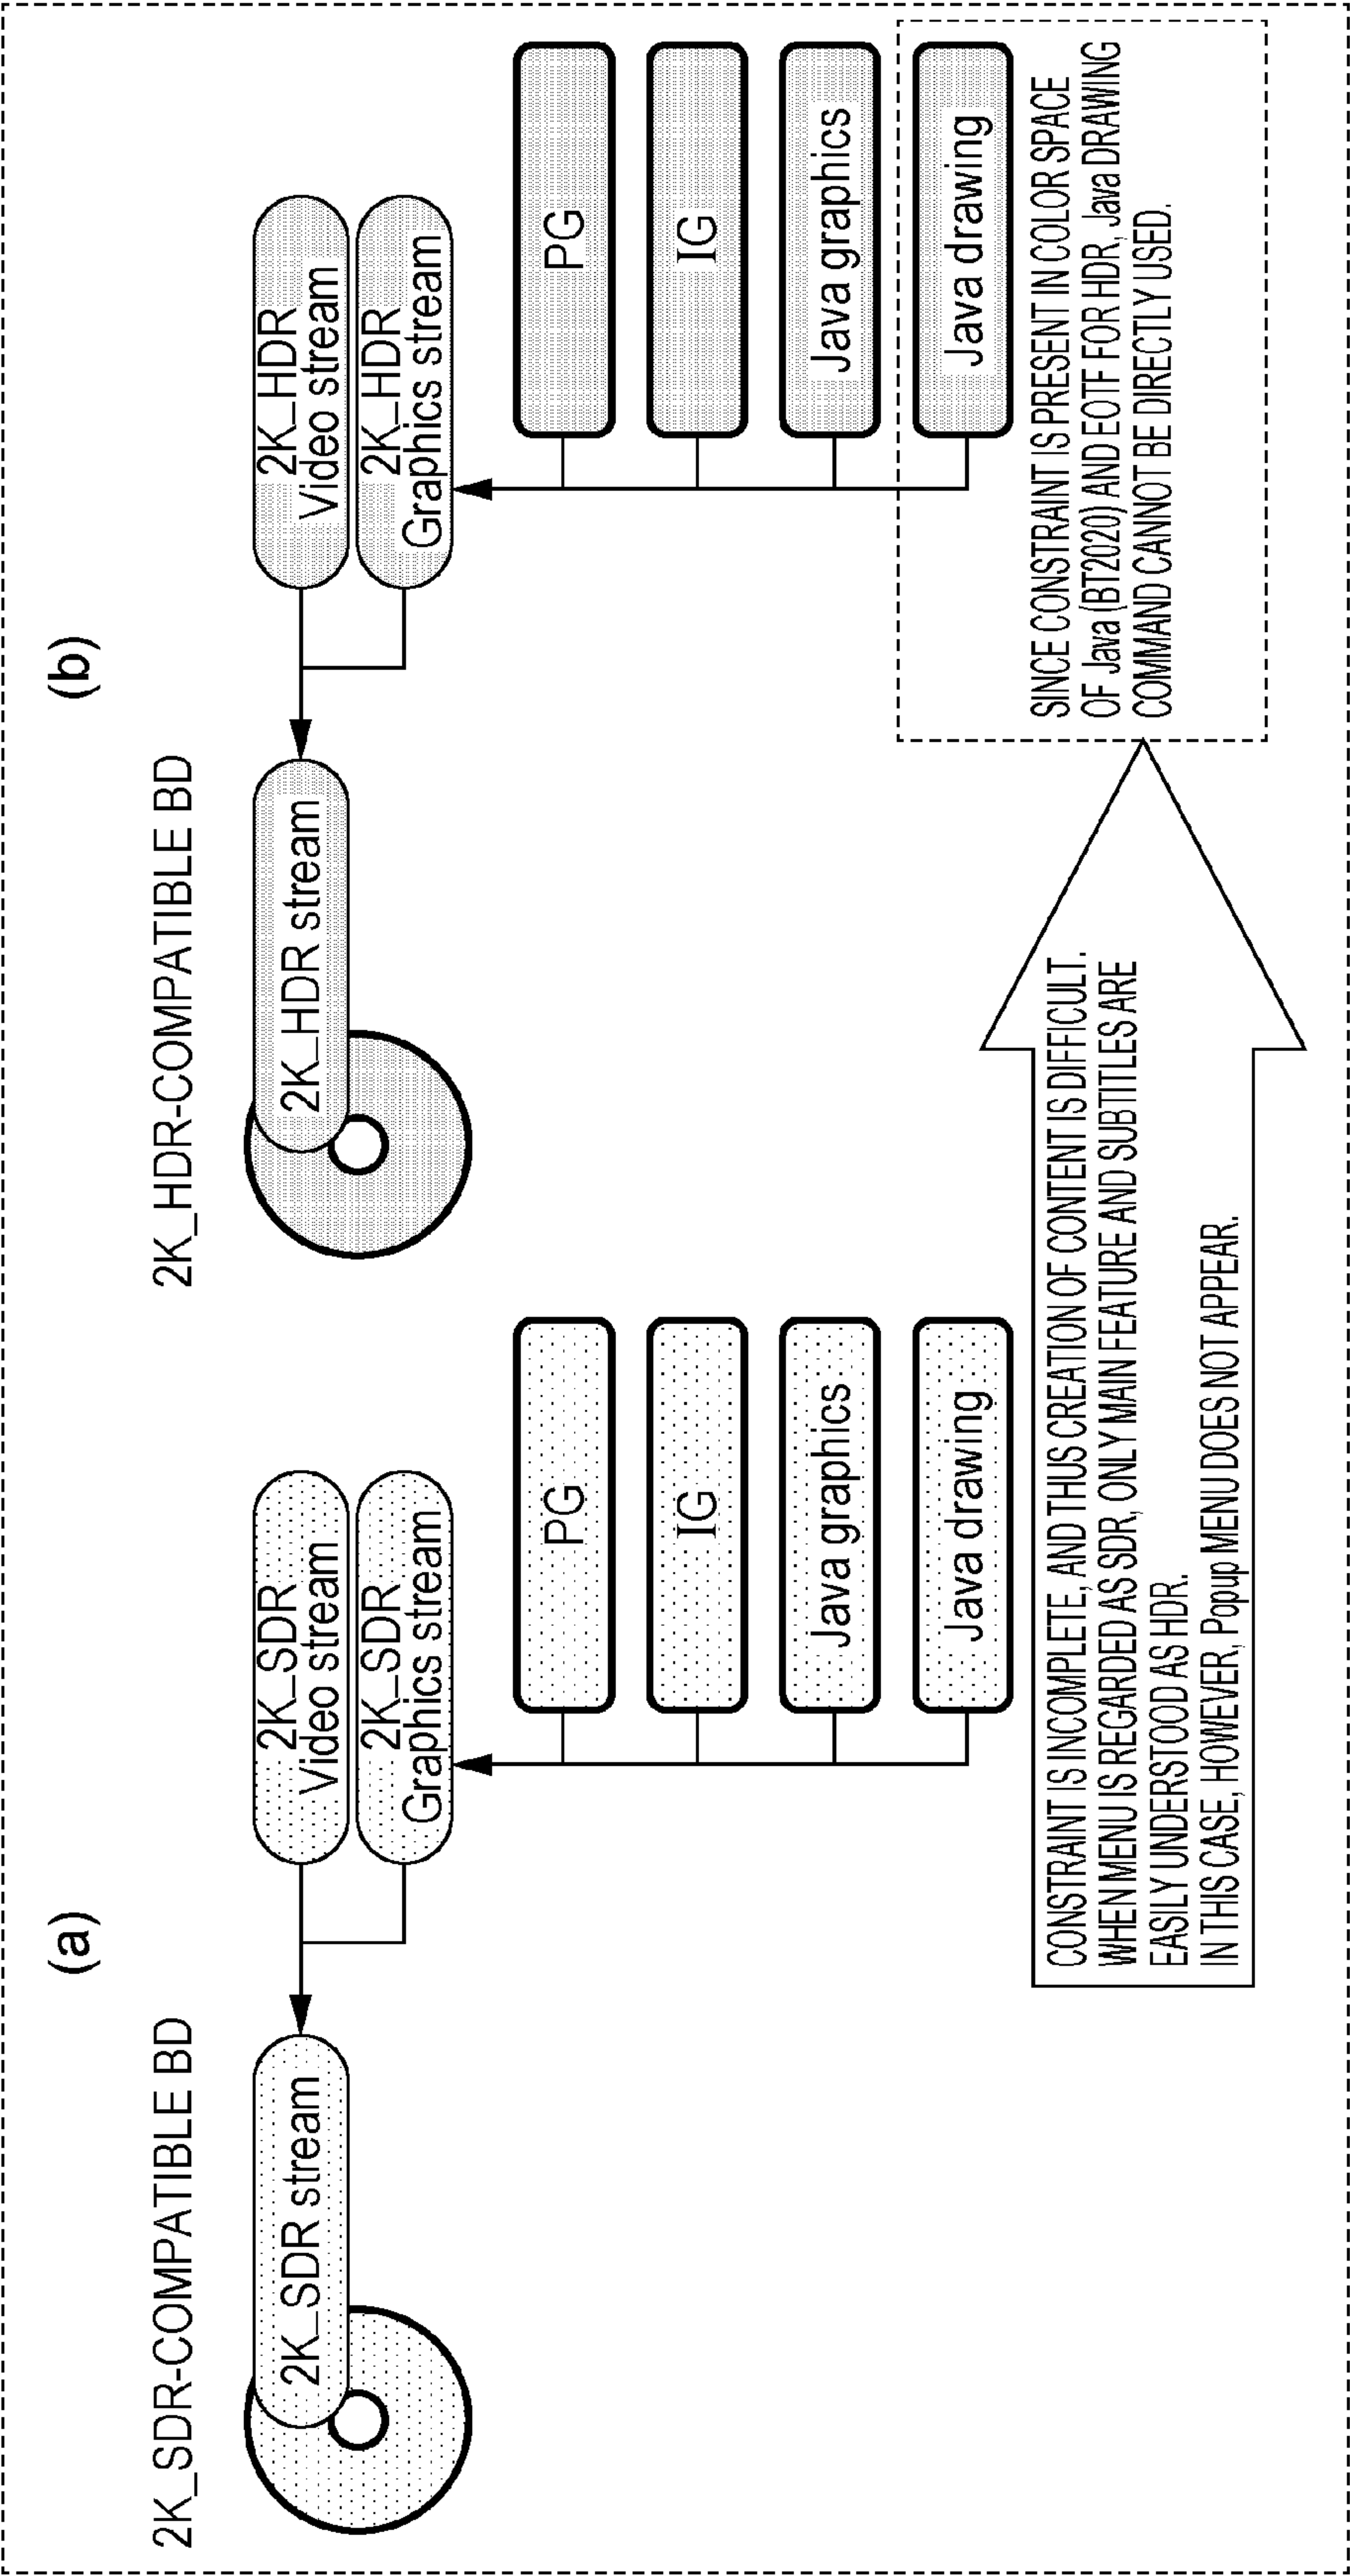 (a)
2K_SDR-COMPATIBLE BD
2K_SDR stream
2K_SDR
Video stream
2K_SDR
Graphics stream
PG
IG
Java graphics
Java drawing
CONSTRAINT IS INCOMPLETE, AND THUS CREATION OF CONTENT IS DIFFICULT.
WHEN MENU IS REGARDED AS SDR, ONLY MAIN FEATURE AND SUBTITLES ARE
EASILY UNDERSTOOD AS HDR.
IN THIS CASE, HOWEVER, Popup MENU DOES NOT APPEAR.
(b)
2K_HDR-COMPATIBLE BD
2K_HDR stream
2K_HDR
Video stream
2K_HDR
Graphics stream
PG
IG
Java graphics
Java drawing
SINCE CONSTRAINT IS PRESENT IN COLOR SPACE
OF Java (BT2020) AND EOTF FOR HDR, Java DRAWING
COMMAND CANNOT BE DIRECTLY USED.